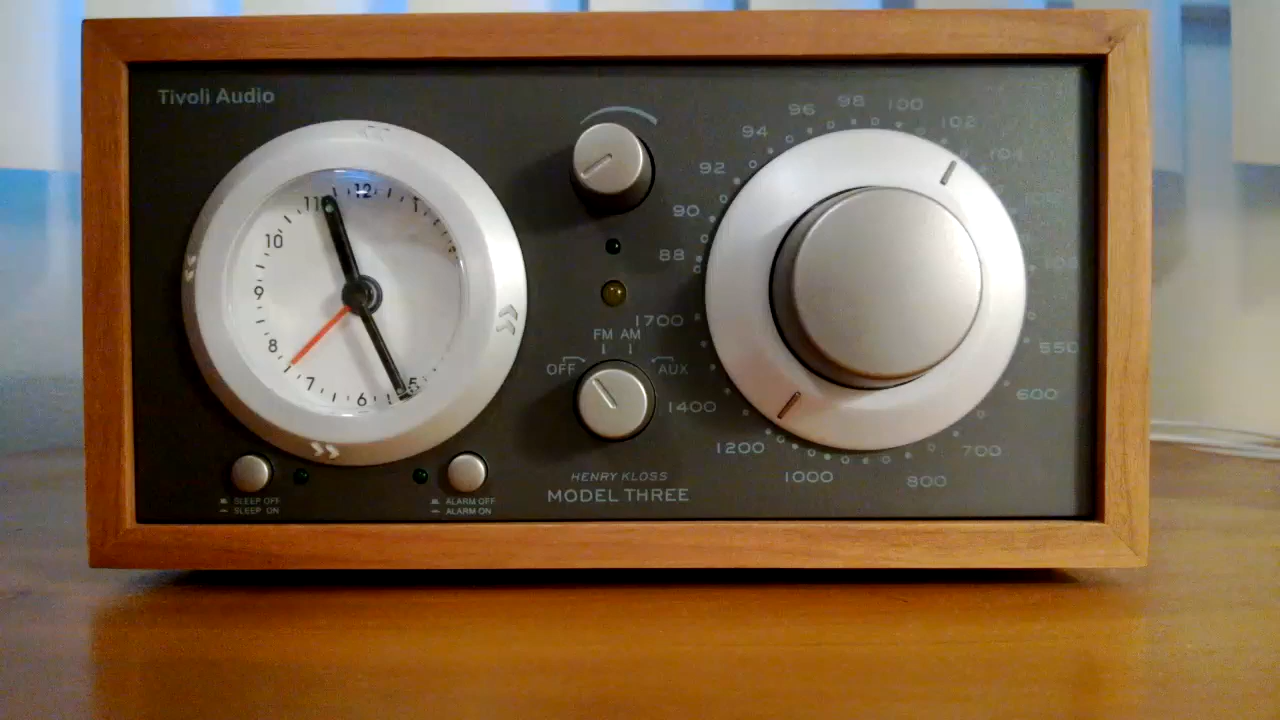 Tivoli Audio
12
1
5
6
7
8
9
10
11
SLEEP OFF
SLEEP ON
ALARM OFF
ALARM ON
FM AM
OFF
AUX
HENRY KLOSS
MODEL THREE
88
90
92
94
96
98
100
102
104
1700
1400
1200
1000
800
700
600
550